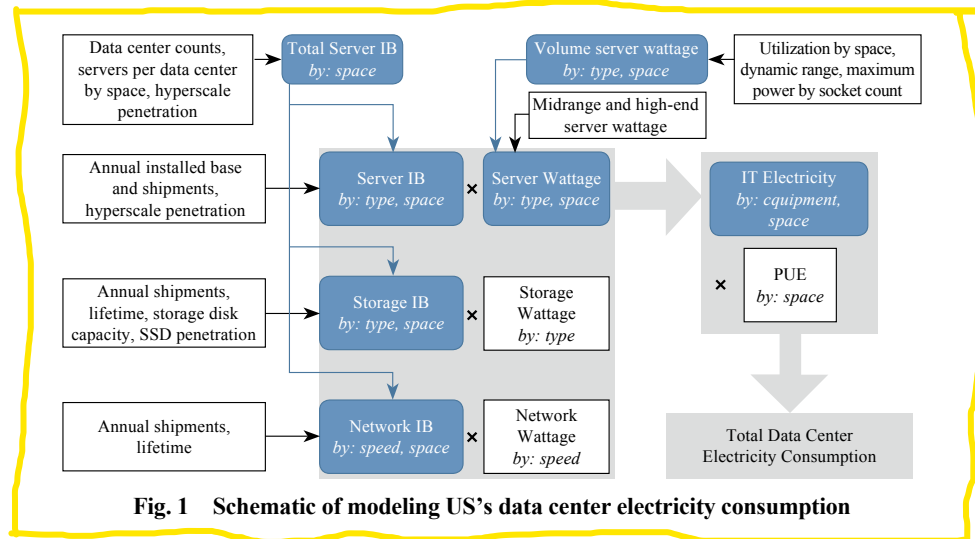 Data center counts,
servers per data center
by space, hyperscale
penetration
Total Server IB
by: space
Volume server wattage
by: type, space
Utilization by space,
dynamic range, maximum
power by socket count
Midrange and high-end
server wattage
Annual installed base
and shipments,
hyperscale penetration
Server IB
by: type, space
×
Server Wattage
by: type, space
IT Electricity
by: cquipment,
space
×
PUE
by: space
Annual shipments,
lifetime, storage disk
capacity, SSD penetration
Storage IB
by: type, space
×
Storage
Wattage
by: type
Annual shipments,
lifetime
Network IB
by: speed, space
×
Network
Wattage
by: speed
Total Data Center
Electricity Consumption
Fig. 1 Schematic of modeling US's data center electricity consumption